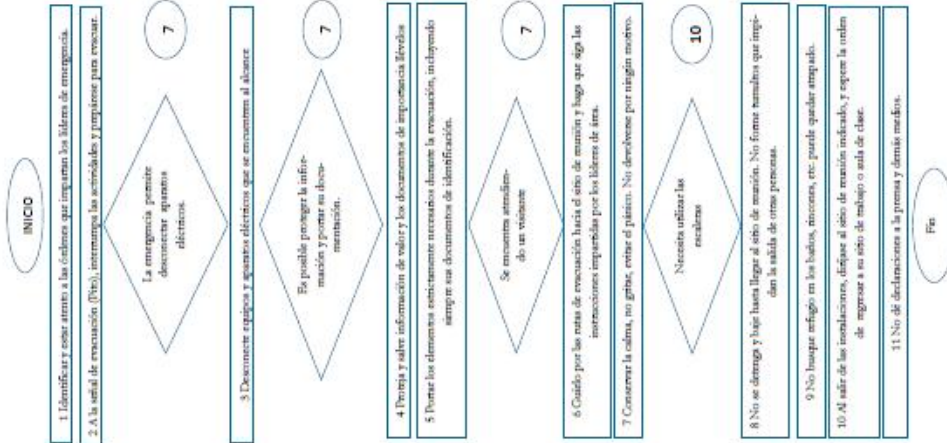 INICIO
1 Identificar y estar atento a las órdenes que impartan los líderes de emergencia.
2 A la señal de evacuación (Pito), interrumpa las actividades y prepárese para evacuar.
La emergencia permite
desconectar aparatos
eléctricos.
7
3 Desconecte equipos y aparatos eléctricos que se encuentren al alcance
Es posible proteger la infor-
mación y portar su docu-
mentación.
7
4 Proteja y salve información de valor y los documentos de importancia llévelos
5 Portar los elementos estrictamente necesarios durante la evacuación, incluyendo
siempre sus documentos de identificación.
Se encuentra atendien-
do un visitante
7
6 Guíelo por las rutas de evacuación hacia el sitio de reunión y haga que siga las
instrucciones impartidas por los líderes de área.
7 Conservar la calma, no gritar, evitar el pánico. No devolverse por ningún motivo.
Necesita utilizar las
escaleras
10
8 No se detenga y baje hasta llegar al sitio de reunión. No forme tumultos que impi-
dan la salida de otras personas.
9 No busque refugio en los baños, rincones, etc. puede quedar atrapado.
10 Al salir de las instalaciones, diríjase al sitio de reunión indicado, y espere la orden
de regresar a su sitio de trabajo o aula de clase.
11 No dé declaraciones a la prensa y demás medios.
Fin